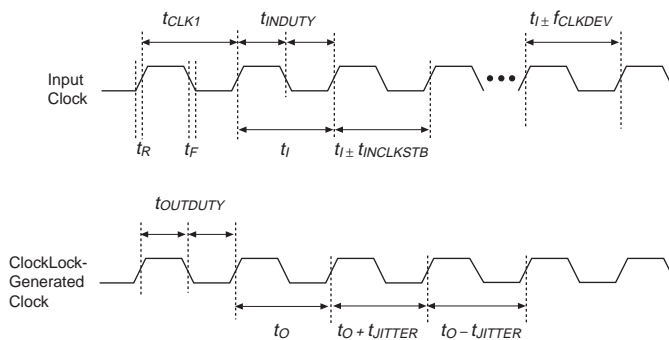 tCLK1
tINDUTY
tI ± fCLKDEV
Input
Clock
tR
tF
tI
tI ± tINCLKSTB
tOUTDUTY
ClockLock-
Generated
Clock
tO
tO + tJITTER
tO – tJITTER